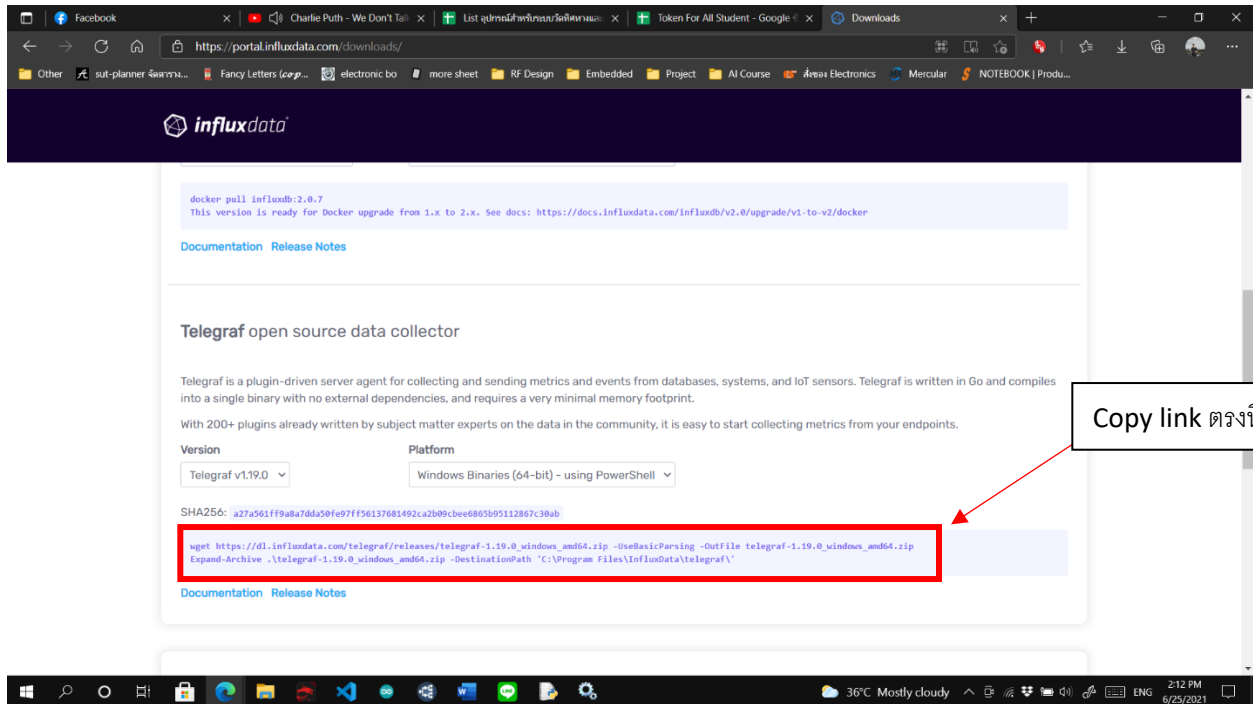 Facebook
Charlie Puth - We Don't Tal
List อุปกรณ์สำหรับระบบวัดทิศทางและ
Token For All Student - Google
Downloads
https://portal.influxdata.com/downloads/
Other
sut-planner จัดตาราง...
Fancy Letters (𝓬𝓸𝓹...
electronic bo
more sheet
RF Design
Embedded
Project
AI Course
สั่งของ Electronics
Mercular
NOTEBOOK | Produ...
influxdata
docker pull influxdb:2.0.7
This version is ready for Docker upgrade from 1.x to 2.x. See docs: https://docs.influxdata.com/influxdb/v2.0/upgrade/v1-to-v2/docker
Documentation Release Notes
Telegraf open source data collector
Telegraf is a plugin-driven server agent for collecting and sending metrics and events from databases, systems, and IoT sensors. Telegraf is written in Go and compiles
into a single binary with no external dependencies, and requires a very minimal memory footprint.
With 200+ plugins already written by subject matter experts on the data in the community, it is easy to start collecting metrics from your endpoints.
Copy link ตรงนี้
Version Platform
Telegraf v1.19.0 Windows Binaries (64-bit) - using PowerShell
SHA256: a27a561ff9a8a7dda50fe97ff56137681492ca2b09cbee6865b95112867c30ab
wget https://dl.influxdata.com/telegraf/releases/telegraf-1.19.0_windows_amd64.zip -UseBasicParsing -OutFile telegraf-1.19.0_windows_amd64.zip
Expand-Archive .\telegraf-1.19.0_windows_amd64.zip -DestinationPath 'C:\Program Files\InfluxData\telegraf\'
Documentation Release Notes
36°C Mostly cloudy
ENG
2:12 PM
6/25/2021